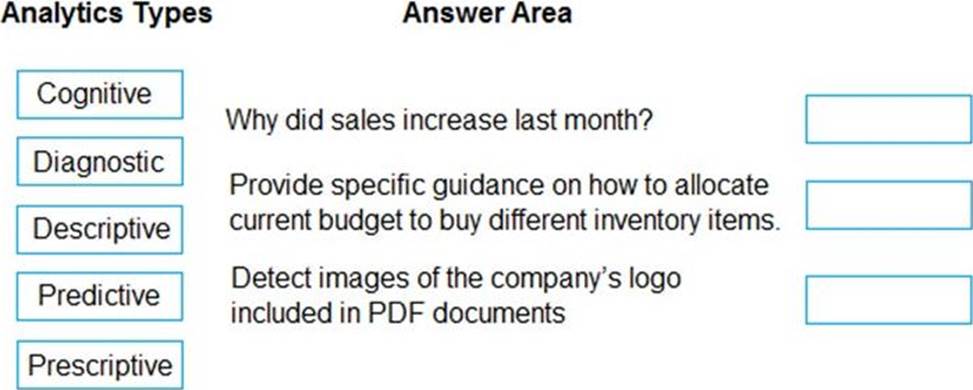 Analytics Types
Answer Area
Cognitive
Diagnostic
Descriptive
Predictive
Prescriptive
Why did sales increase last month?
Provide specific guidance on how to allocate
current budget to buy different inventory items.
Detect images of the company's logo
included in PDF documents